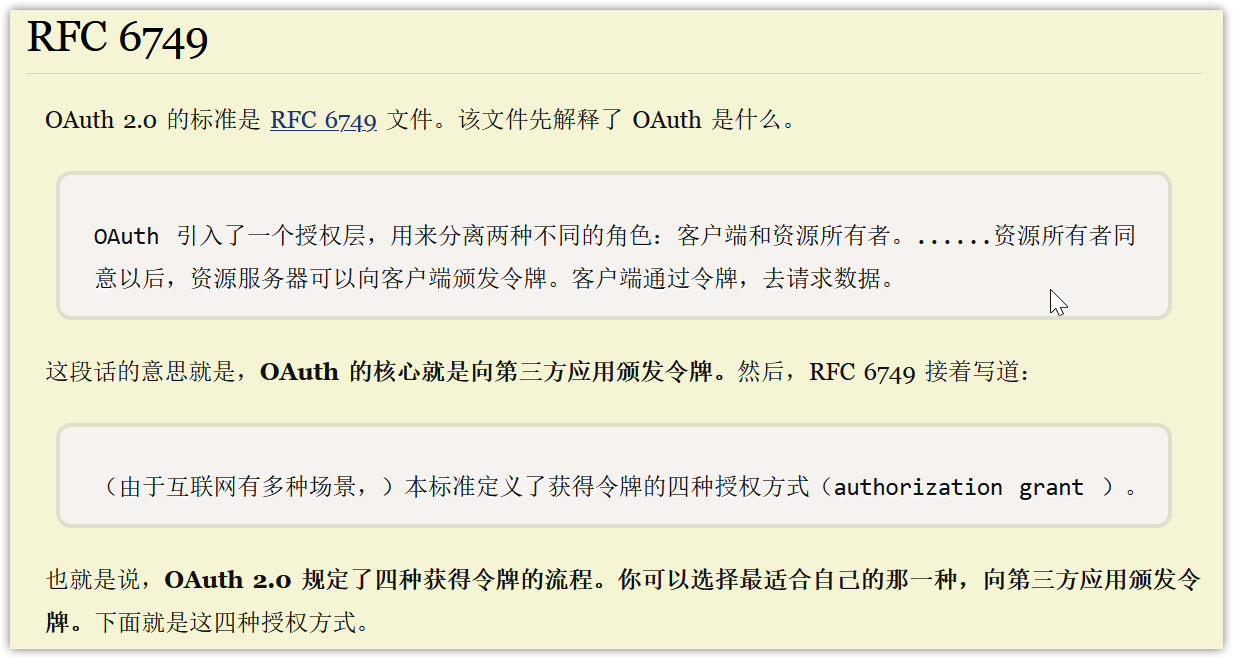 RFC 6749
OAuth 2.0 的标准是 RFC 6749 文件。该文件先解释了 OAuth 是什么。
OAuth 引入了一个授权层，用来分离两种不同的角色：客户端和资源所有者。......资源所有者同
意以后，资源服务器可以向客户端颁发令牌。客户端通过令牌，去请求数据。
这段话的意思就是，OAuth 的核心就是向第三方应用颁发令牌。然后，RFC 6749 接着写道：
（由于互联网有多种场景，）本标准定义了获得令牌的四种授权方式（authorization grant ）。
也就是说，OAuth 2.0 规定了四种获得令牌的流程。你可以选择最适合自己的那一种，向第三方应用颁发令
牌。下面就是这四种授权方式。